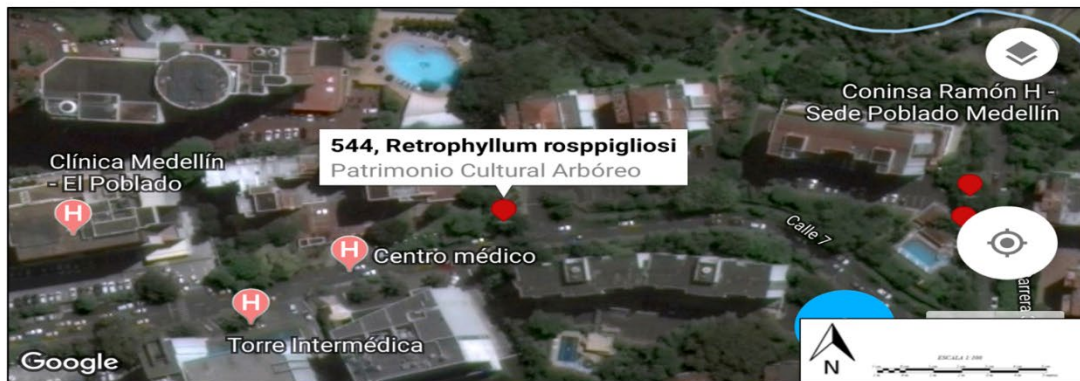 Coninsa Ramón H -
Sede Poblado Medellín
544, Retrophyllum rosppigliosi
Patrimonio Cultural Arbóreo
Clínica Medellín
- El Poblado
H
Calle 7
H
Centro médico
H
Torre Intermédica
Google
N